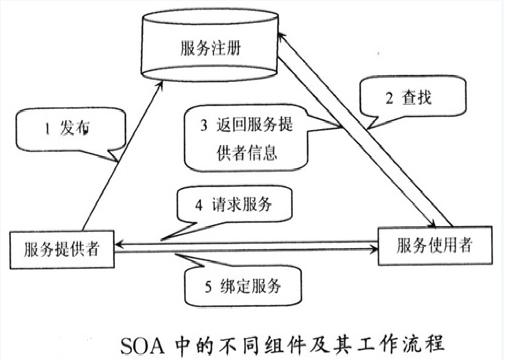 服务注册
1 发布
2 查找
3 返回服务提
供者信息
4 请求服务
服务提供者
服务使用者
5 绑定服务
SOA 中的不同组件及其工作流程